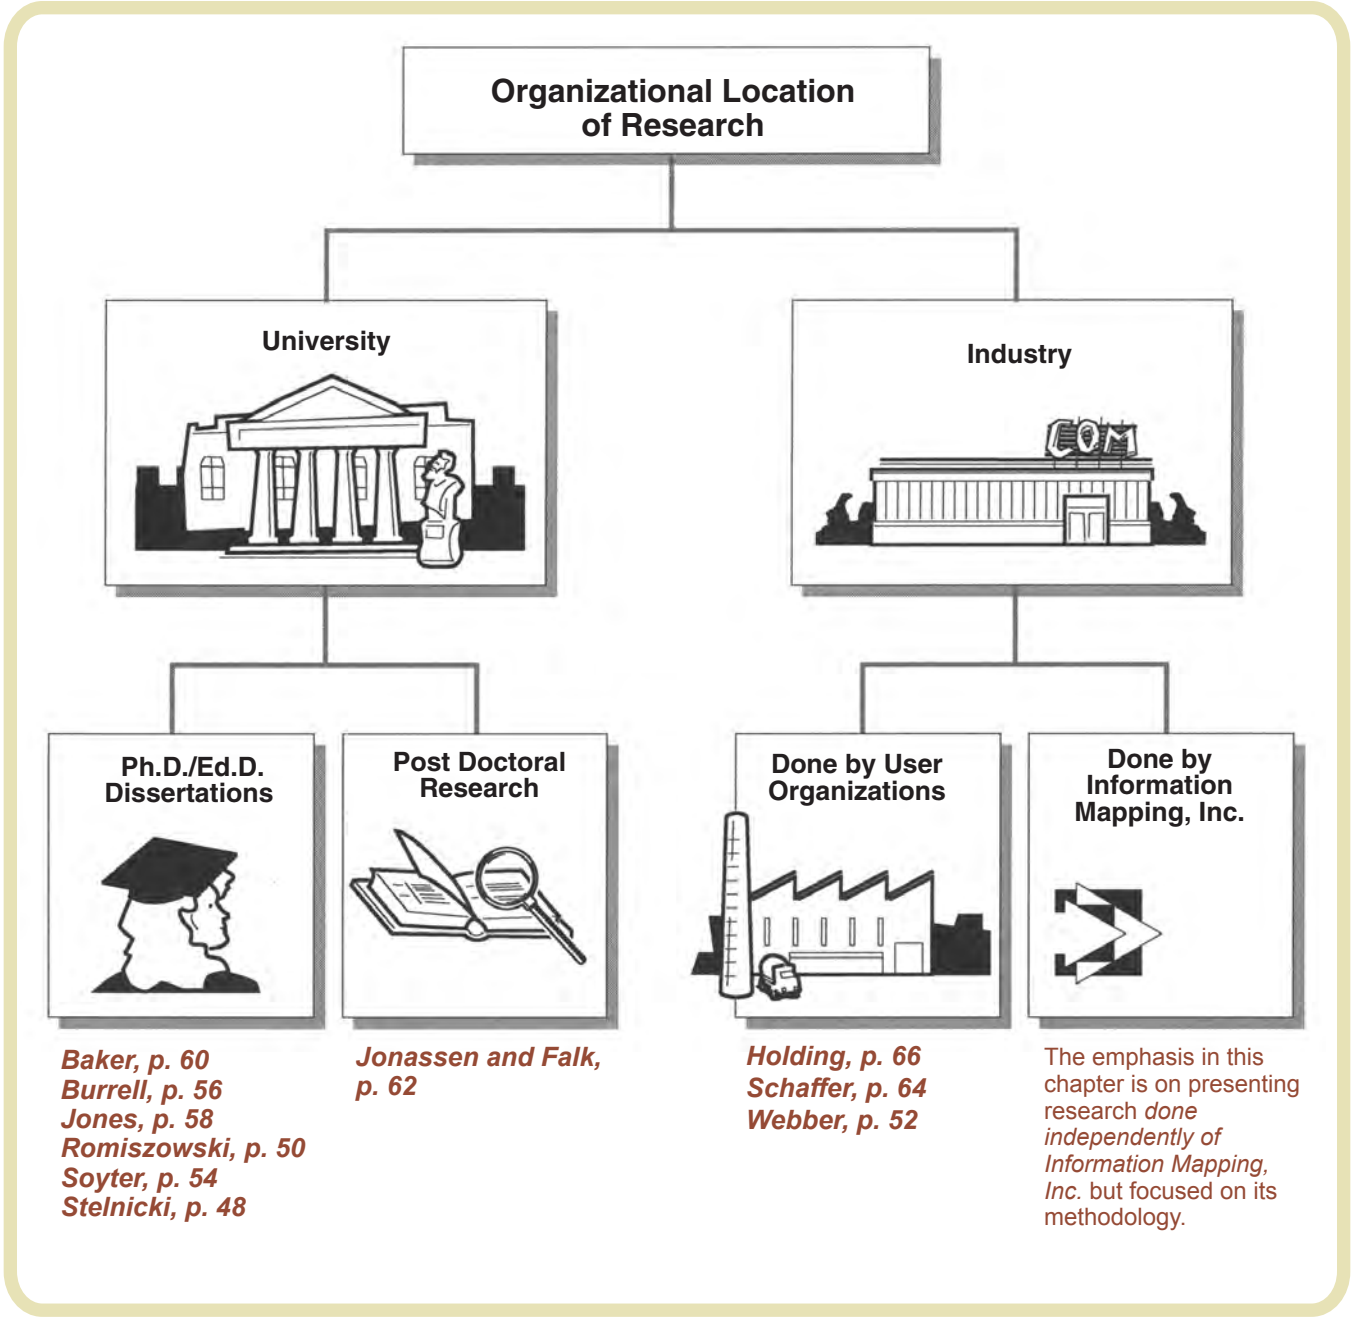 Organizational Location
of Research
University
Industry
COM
Ph.D./Ed.D.
Dissertations
Post Doctoral
Research
Done by User
Organizations
Done by
Information
Mapping, Inc.
Baker, p. 60
Burrell, p. 56
Jones, p. 58
Romiszowski, p. 50
Soyter, p. 54
Stelnicki, p. 48
Jonassen and Falk,
p. 62
Holding, p. 66
Schaffer, p. 64
Webber, p. 52
The emphasis in this
chapter is on presenting
research done
independently of
Information Mapping,
Inc. but focused on its
methodology.